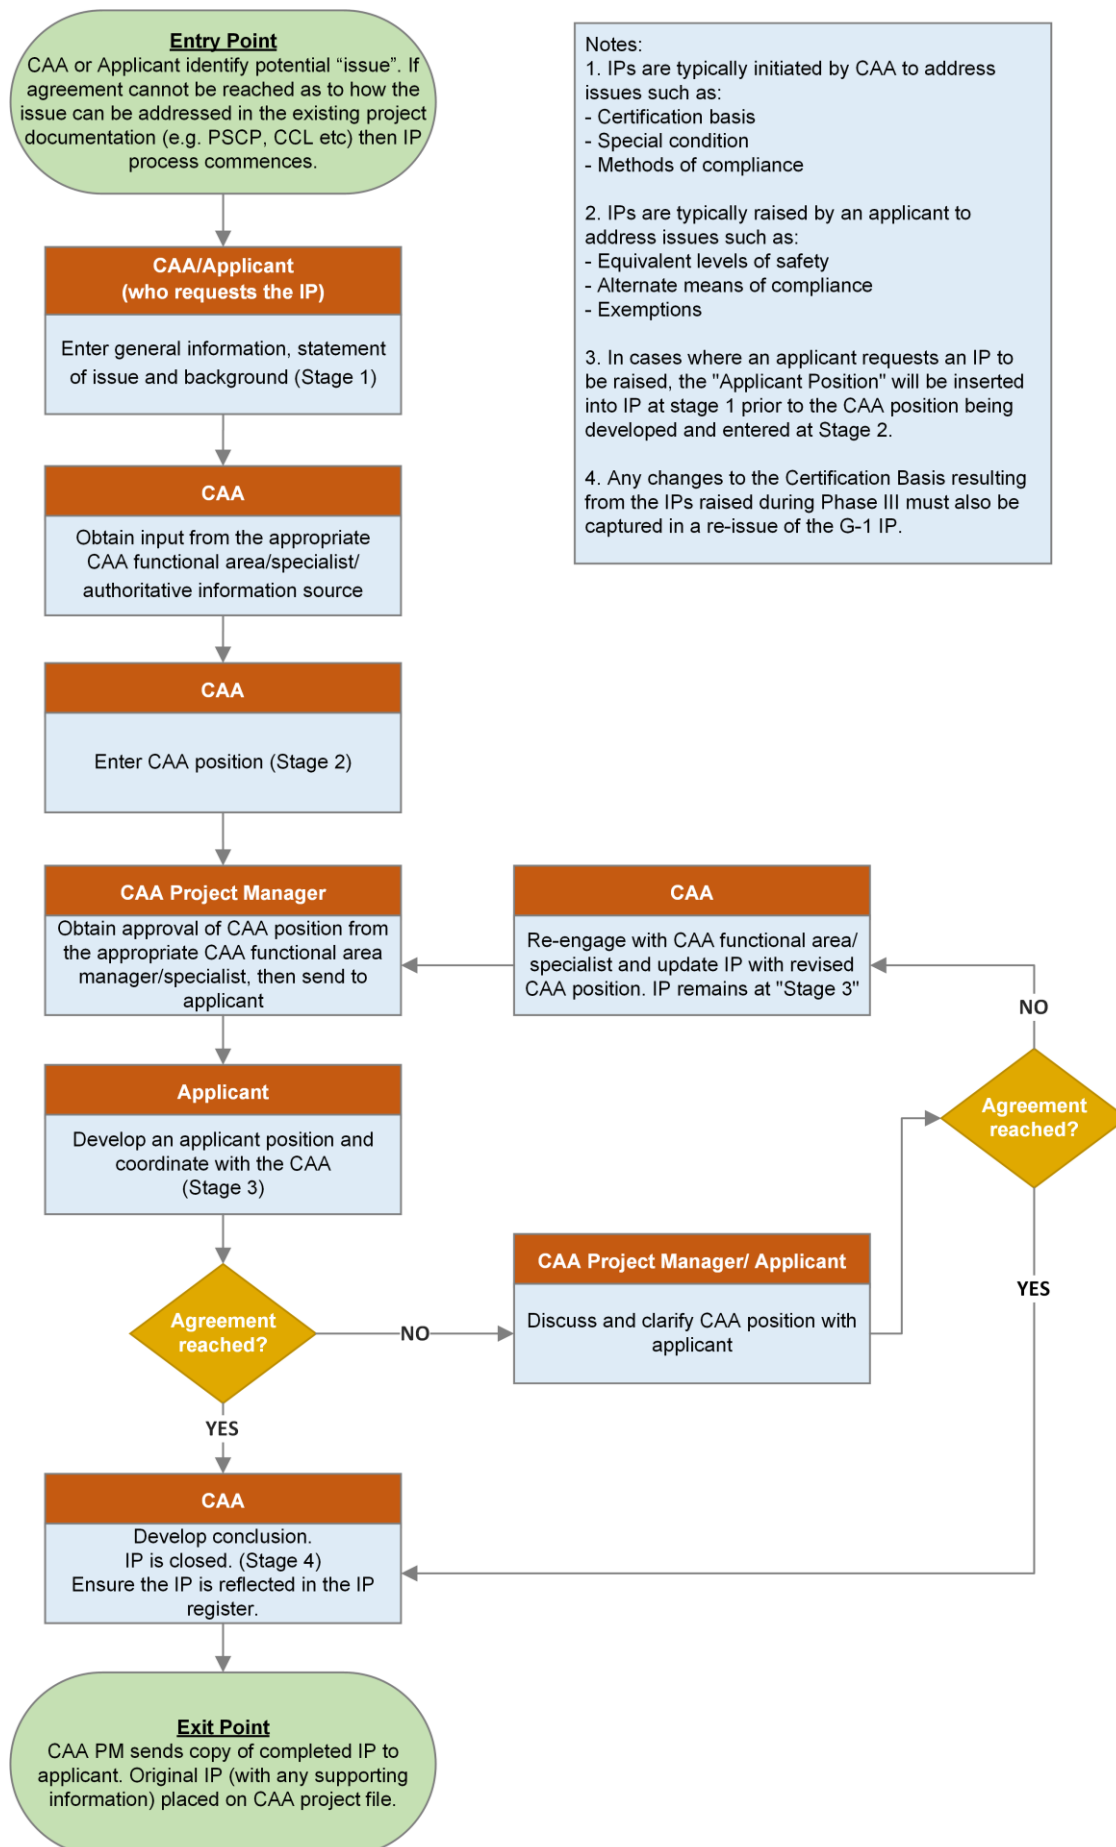 Entry Point
CAA or Applicant identify potential “issue”. If
agreement cannot be reached as to how the
issue can be addressed in the existing project
documentation (e.g. PSCP, CCL etc) then IP
process commences.
Notes:
1. IPs are typically initiated by CAA to address
issues such as:
- Certification basis
- Special condition
- Methods of compliance
2. IPs are typically raised by an applicant to
address issues such as:
- Equivalent levels of safety
- Alternate means of compliance
- Exemptions
3. In cases where an applicant requests an IP to
be raised, the "Applicant Position" will be inserted
into IP at stage 1 prior to the CAA position being
developed and entered at Stage 2.
4. Any changes to the Certification Basis resulting
from the IPs raised during Phase III must also be
captured in a re-issue of the G-1 IP.
CAA/Applicant
(who requests the IP)
Enter general information, statement
of issue and background (Stage 1)
CAA
Obtain input from the appropriate
CAA functional area/specialist/
authoritative information source
CAA
Enter CAA position (Stage 2)
CAA Project Manager
Obtain approval of CAA position from
the appropriate CAA functional area
manager/specialist, then send to
applicant
CAA
Re-engage with CAA functional area/
specialist and update IP with revised
CAA position. IP remains at "Stage 3"
NO
Applicant
Develop an applicant position and
coordinate with the CAA
(Stage 3)
Agreement
reached?
CAA Project Manager/ Applicant
Discuss and clarify CAA position with
applicant
YES
Agreement
reached?
NO
YES
CAA
Develop conclusion.
IP is closed. (Stage 4)
Ensure the IP is reflected in the IP
register.
Exit Point
CAA PM sends copy of completed IP to
applicant. Original IP (with any supporting
information) placed on CAA project file.